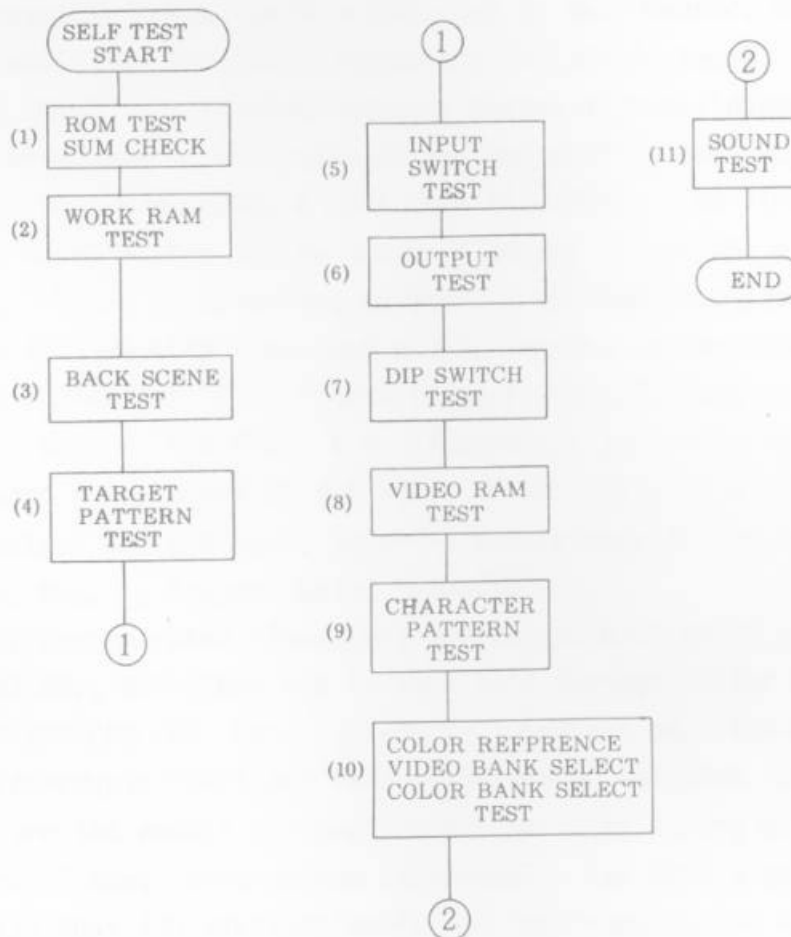 SELF TEST
START
(1)
ROM TEST
SUM CHECK
(2)
WORK RAM
TEST
(3)
BACK SCENE
TEST
(4)
TARGET
PATTERN
TEST
1
1
(5)
INPUT
SWITCH
TEST
(6)
OUTPUT
TEST
(7)
DIP SWITCH
TEST
(8)
VIDEO RAM
TEST
(9)
CHARACTER
PATTERN
TEST
(10)
COLOR REFPRENCE
VIDEO BANK SELECT
COLOR BANK SELECT
TEST
2
2
(11)
SOUND
TEST
END